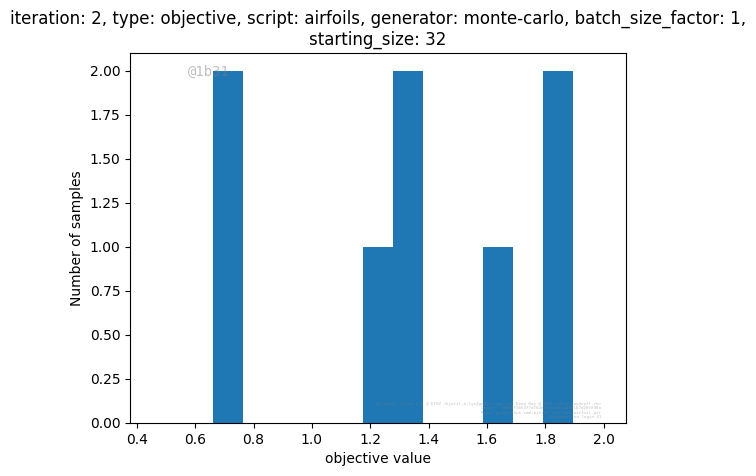 iteration: 2, type: objective, script: airfoils, generator: monte-carlo, batch_size_factor: 1,
starting_size: 32
@1b31
2.00
1.75
1.50
1.25
1.00
0.75
0.50
0.25
0.00
Number of samples
0.4 0.6 0.8 1.0 1.2 1.4 1.6 1.8 2.0
objective value